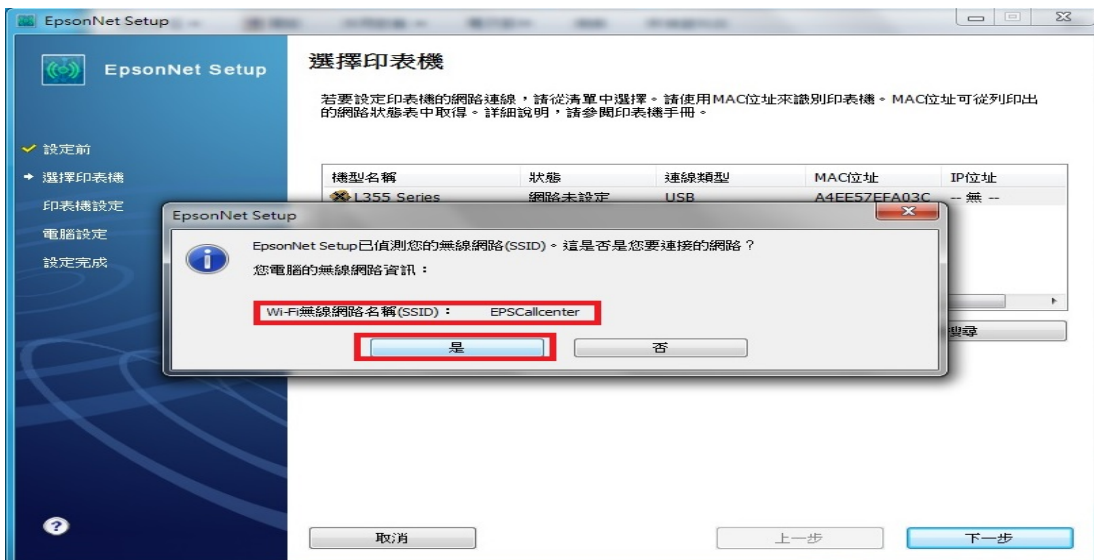 EpsonNet Setup
EpsonNet Setup
選擇印表機
若要設定印表機的網路連線,請從清單中選擇。請使用MAC位址來識別印表機。MAC位址可從列印出
的網路狀態表中取得。詳細說明,請參閱印表機手冊。
設定前
選擇印表機
印表機設定
電腦設定
設定完成
機型名稱 狀態 連線類型 MAC位址 IP位址
L355 Series 網路未設定 USB A4EE57EFA03C -- 無 --
EpsonNet Setup
EpsonNet Setup已偵測您的無線網路(SSID)。這是否是您要連接的網路?
您電腦的無線網路資訊:
Wi-Fi無線網路名稱(SSID): EPSCallcenter
是 否
搜尋
取消 上一步 下一步